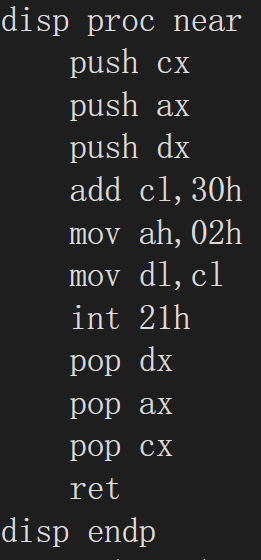 disp proc near
push cx
push ax
push dx
add cl,30h
mov ah,02h
mov dl,cl
int 21h
pop dx
pop ax
pop cx
ret
disp endp